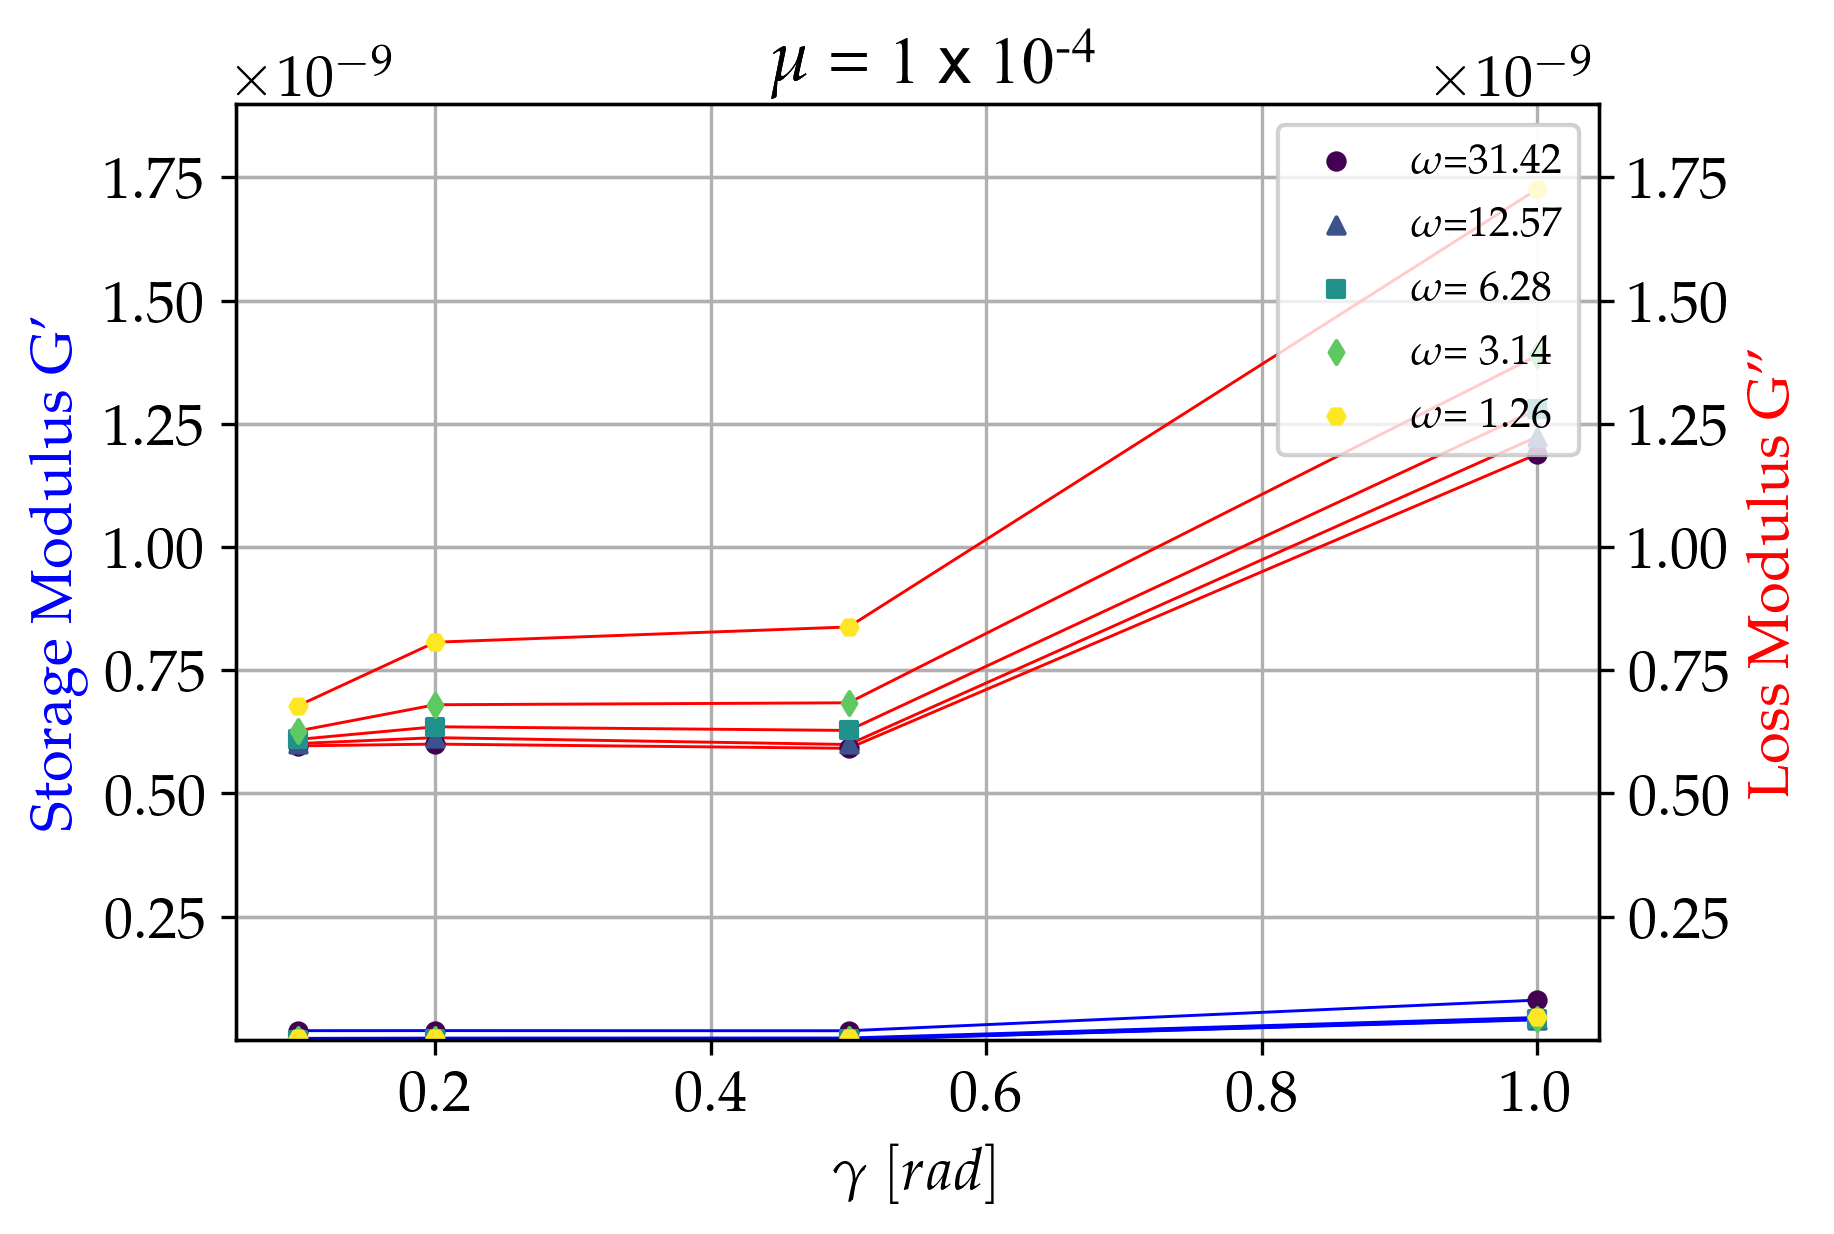 ×10⁻⁹
μ = 1 x 10⁻⁴
×10⁻⁹
1.75
1.50
1.25
1.00
0.75
0.50
0.25
Storage Modulus G′
ω=31.42
ω=12.57
ω= 6.28
ω= 3.14
ω= 1.26
1.75
1.50
1.25
1.00
0.75
0.50
0.25
Loss Modulus G″
0.2
0.4
0.6
0.8
1.0
γ [rad]